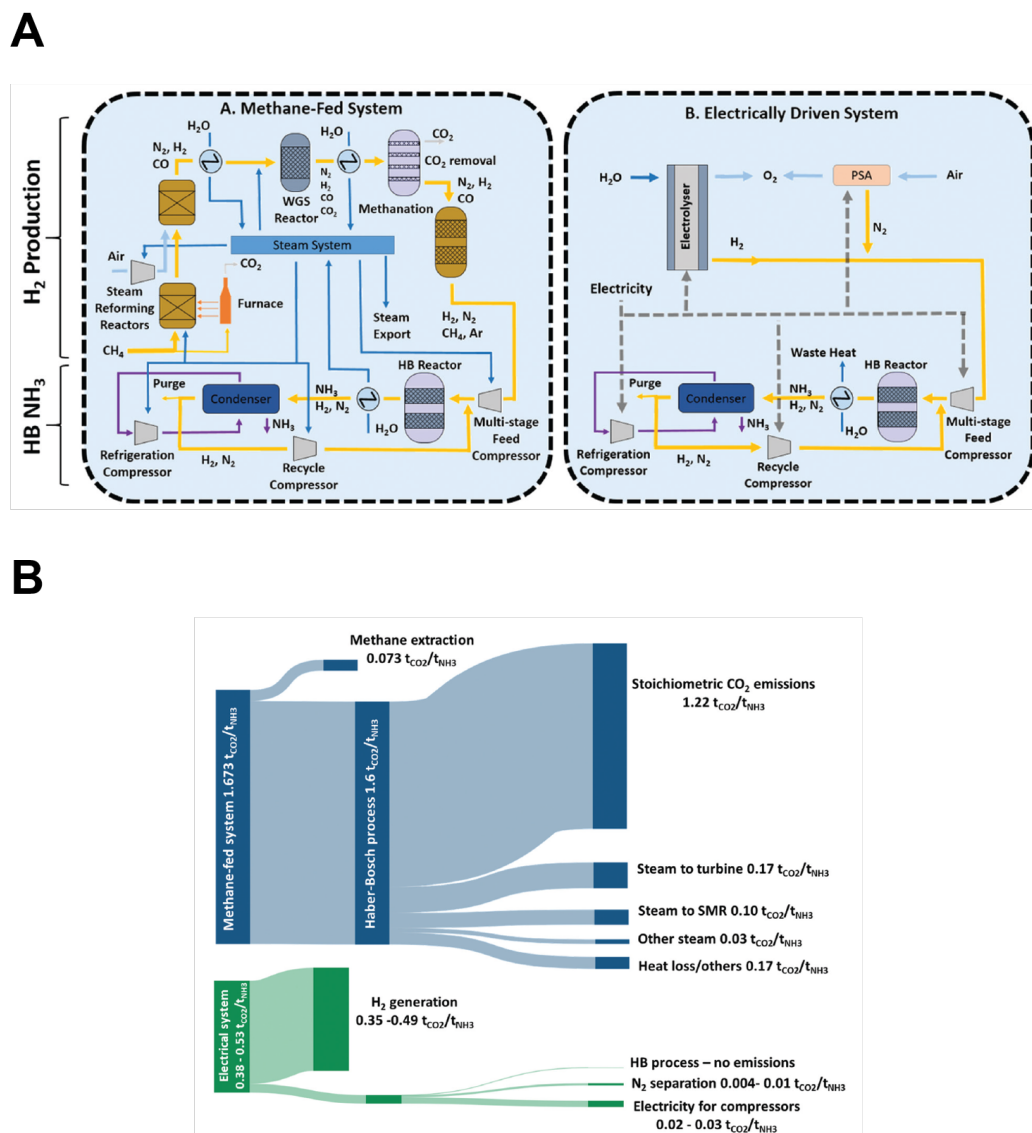 A
A. Methane-Fed System
H₂ Production
HB NH₃
N₂, H₂
CO
H₂O
WGS
Reactor
H₂O
N₂
H₂
CO
CO₂
CO₂
CO₂ removal
Methanation
N₂, H₂
CO
Steam System
Air
Steam
Reforming
Reactors
CO₂
Furnace
CH₄
Steam
Export
H₂, N₂
CH₄, Ar
Purge
Condenser
NH₃
H₂, N₂
HB Reactor
NH₃
H₂O
Multi-stage
Feed
Compressor
Refrigeration
Compressor
H₂, N₂
Recycle
Compressor
B. Electrically Driven System
H₂O
Electrolyser
O₂
PSA
Air
N₂
H₂
Electricity
Waste Heat
HB Reactor
Purge
Condenser
NH₃
H₂, N₂
NH₃
H₂O
Multi-stage
Feed
Compressor
Refrigeration
Compressor
H₂, N₂
Recycle
Compressor
B
Methane extraction
0.073 tCO2/tNH3
Methane-fed system 1.673 tCO2/tNH3
Haber-Bosch process 1.6 tCO2/tNH3
Stoichiometric CO₂ emissions
1.22 tCO2/tNH3
Steam to turbine 0.17 tCO2/tNH3
Steam to SMR 0.10 tCO2/tNH3
Other steam 0.03 tCO2/tNH3
Heat loss/others 0.17 tCO2/tNH3
Electrical system
0.38 - 0.53 tCO2/tNH3
H₂ generation
0.35 -0.49 tCO2/tNH3
HB process – no emissions
N₂ separation 0.004- 0.01 tCO2/tNH3
Electricity for compressors
0.02 - 0.03 tCO2/tNH3